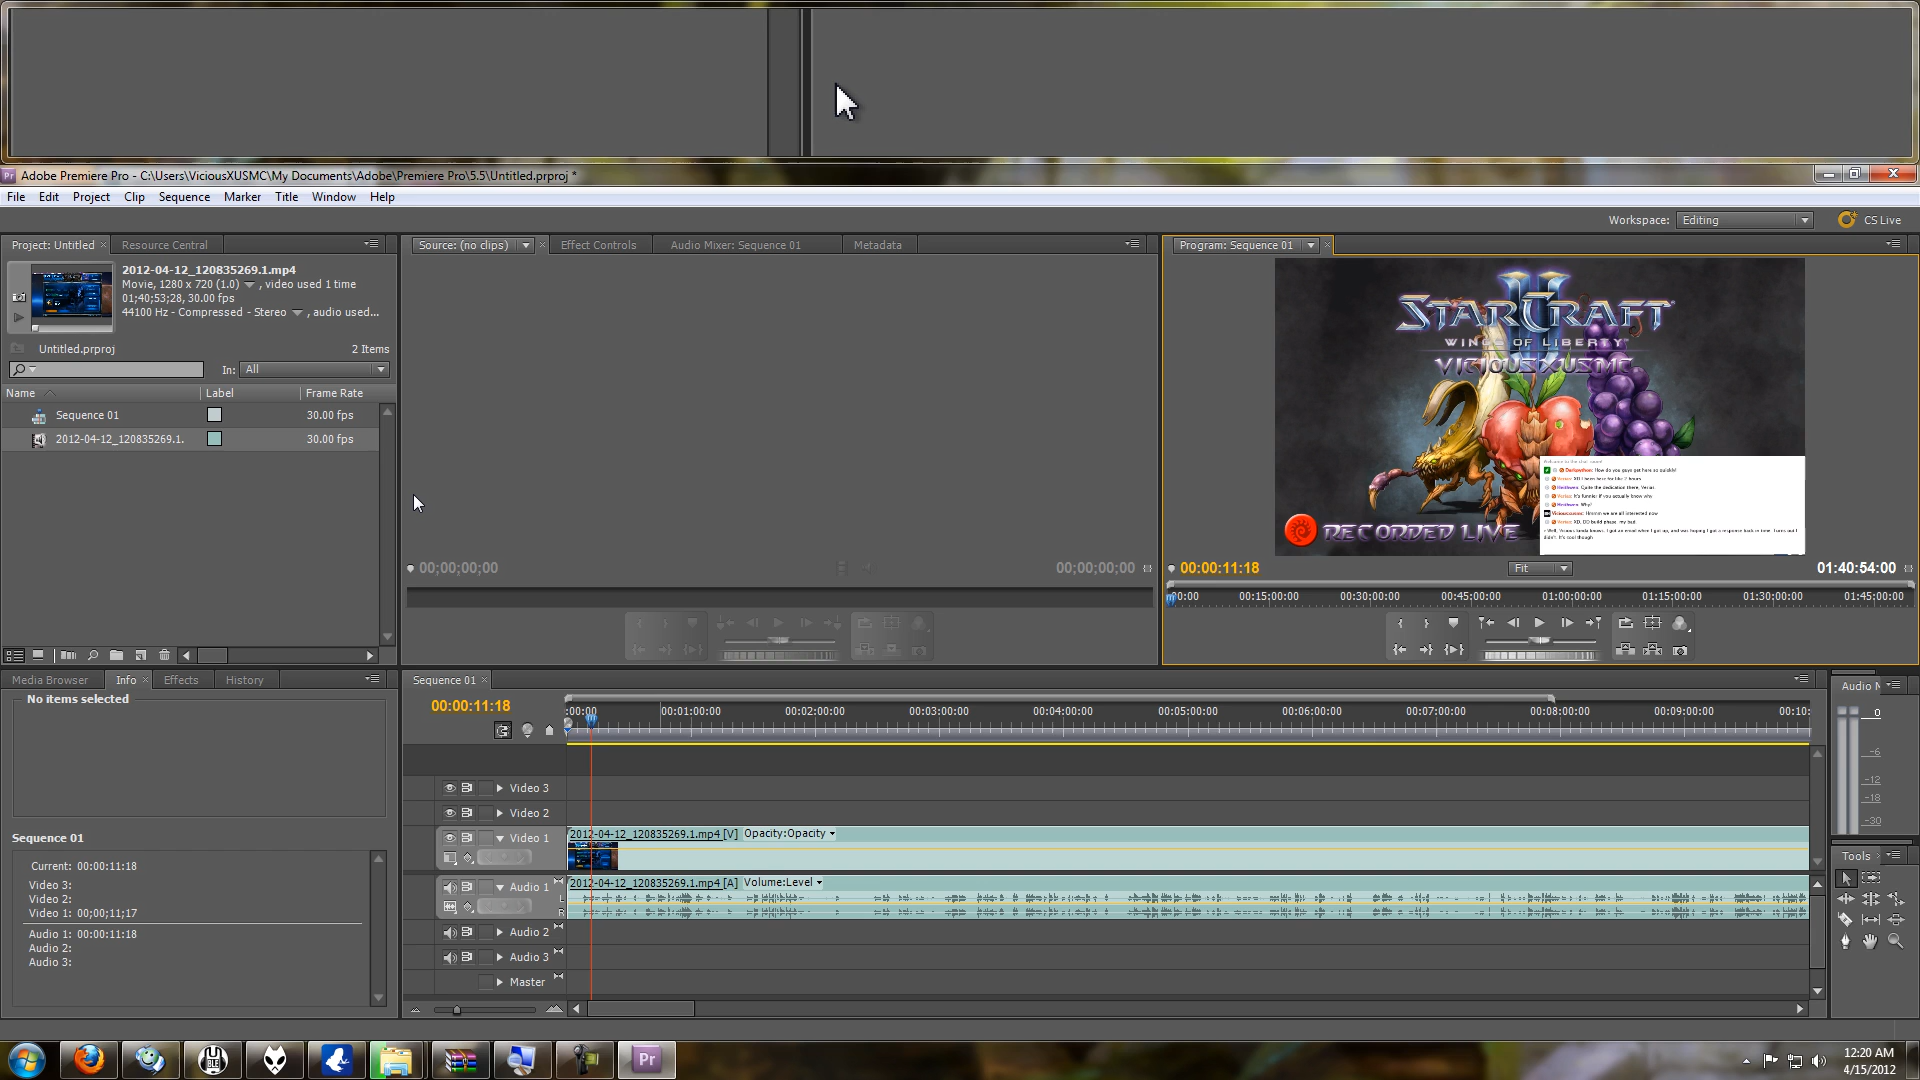 Adobe Premiere Pro - C:\Users\ViciousXUSMC\My Documents\Adobe\Premiere Pro\5.5\Untitled.prproj *
File Edit Project Clip Sequence Marker Title Window Help
Workspace: Editing CS Live
Project: Untitled Resource Central
2012-04-12_120835269.1.mp4
Movie, 1280 x 720 (1.0) , video used 1 time
01;40;53;28, 30.00 fps
44100 Hz - Compressed - Stereo , audio used...
Untitled.prproj 2 Items
In: All
Name Label Frame Rate
Sequence 01 30.00 fps
2012-04-12_120835269.1. 30.00 fps
Source: (no clips) Effect Controls Audio Mixer: Sequence 01 Metadata
00;00;00;00 00;00;00;00
Program: Sequence 01
StarCraft
II
Wings of Liberty
ViciousXUSMC
Recorded Live
00:00:11:18 Fit 01:40:54:00
00:00 00:15:00:00 00:30:00:00 00:45:00:00 01:00:00:00 01:15:00:00 01:30:00:00 01:45:00:00
Media Browser Info Effects History
No items selected
Sequence 01
Current: 00:00:11:18
Video 3:
Video 2:
Video 1: 00;00;11;17
Audio 1: 00:00:11:18
Audio 2:
Audio 3:
Sequence 01
00:00:11:18
:00:00 00:01:00:00 00:02:00:00 00:03:00:00 00:04:00:00 00:05:00:00 00:06:00:00 00:07:00:00 00:08:00:00 00:09:00:00 00:10:
Video 3
Video 2
Video 1 2012-04-12_120835269.1.mp4 [V] Opacity:Opacity
Audio 1 2012-04-12_120835269.1.mp4 [A] Volume:Level
L
R
Audio 2
Audio 3
Master
Audio M
0
-6
-12
-18
-30
Tools
Pr
12:20 AM
4/15/2012